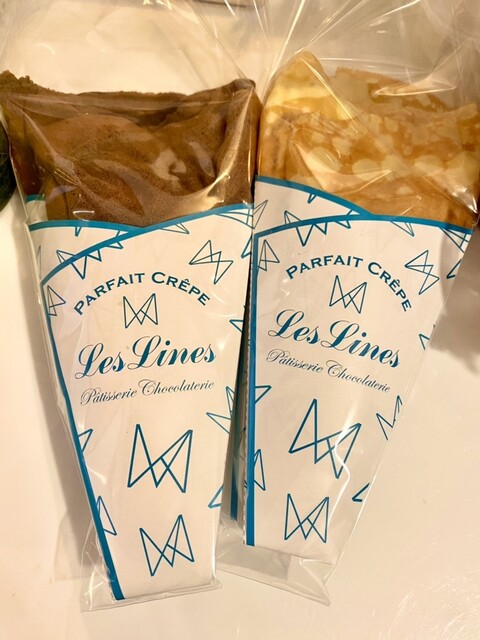 PARFAIT CRÊPE
Les Lines
Pâtisserie Chocolaterie
PARFAIT CRÊPE
Les Lines
Pâtisserie Chocolaterie